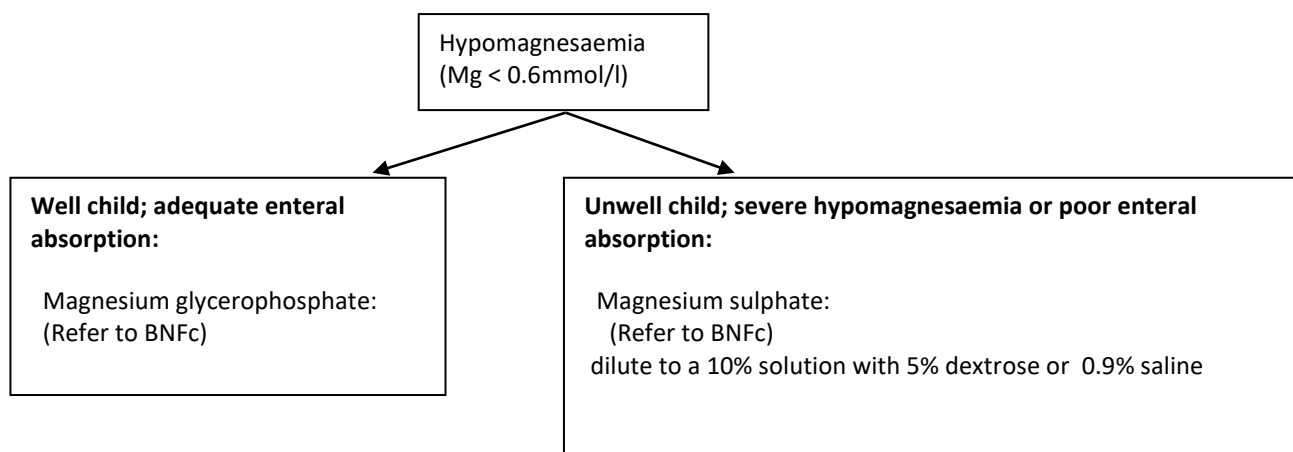 Hypomagnesaemia
(Mg < 0.6mmol/l)
Well child; adequate enteral
absorption:
Magnesium glycerophosphate:
(Refer to BNFc)
Unwell child; severe hypomagnesaemia or poor enteral
absorption:
Magnesium sulphate:
(Refer to BNFc)
dilute to a 10% solution with 5% dextrose or 0.9% saline